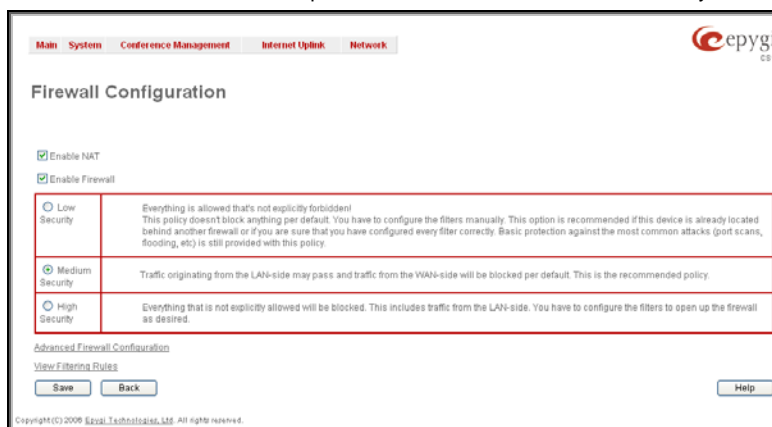 Main System Conference Management Internet Uplink Network
epygi
Firewall Configuration
Enable NAT
Enable Firewall
Low Security
Everything is allowed that's not explicitly forbidden!
This policy doesn't block anything per default. You have to configure the filters manually. This option is recommended if this device is already located
behind another firewall or if you are sure that you have configured every filter correctly. Basic protection against the most common attacks (port scans,
flooding, etc) is still provided with this policy.
Medium Security
Traffic originating from the LAN-side may pass and traffic from the WAN-side will be blocked per default. This is the recommended policy.
High Security
Everything that is not explicitly allowed will be blocked. This includes traffic from the LAN-side. You have to configure the filters to open up the firewall
as desired.
Advanced Firewall Configuration
View Filtering Rules
Save Back Help
Copyright (C) 2006 Epygi Technologies, Ltd. All rights reserved.